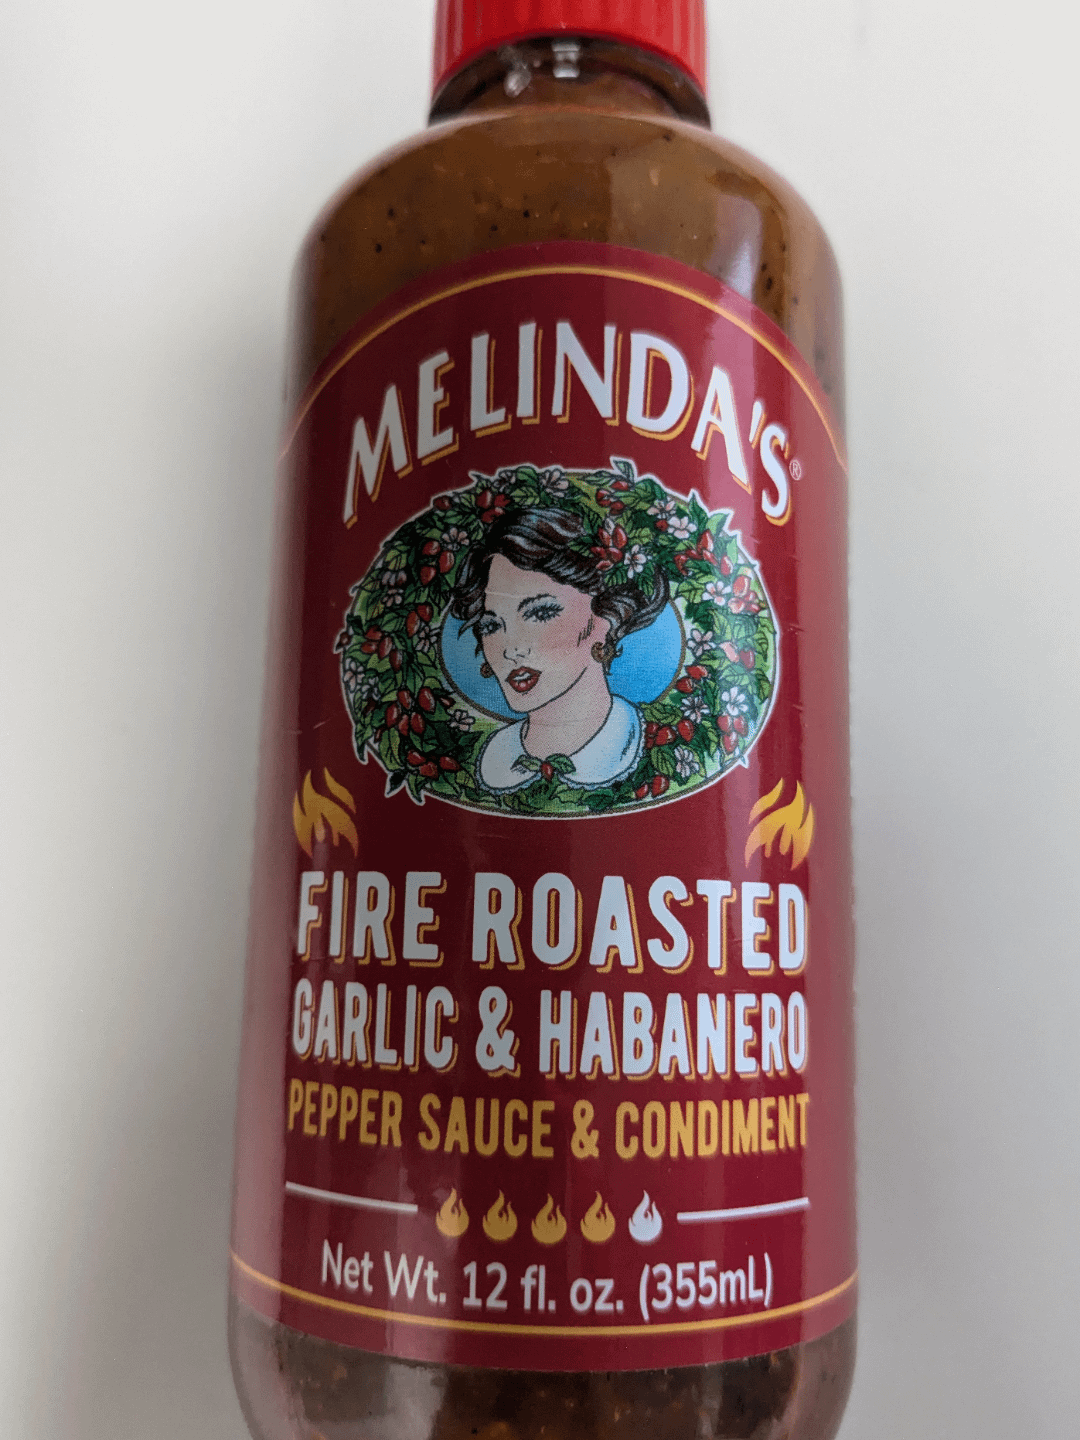 MELINDA'S®
FIRE ROASTED
GARLIC & HABANERO
PEPPER SAUCE & CONDIMENT
Net Wt. 12 fl. oz. (355mL)